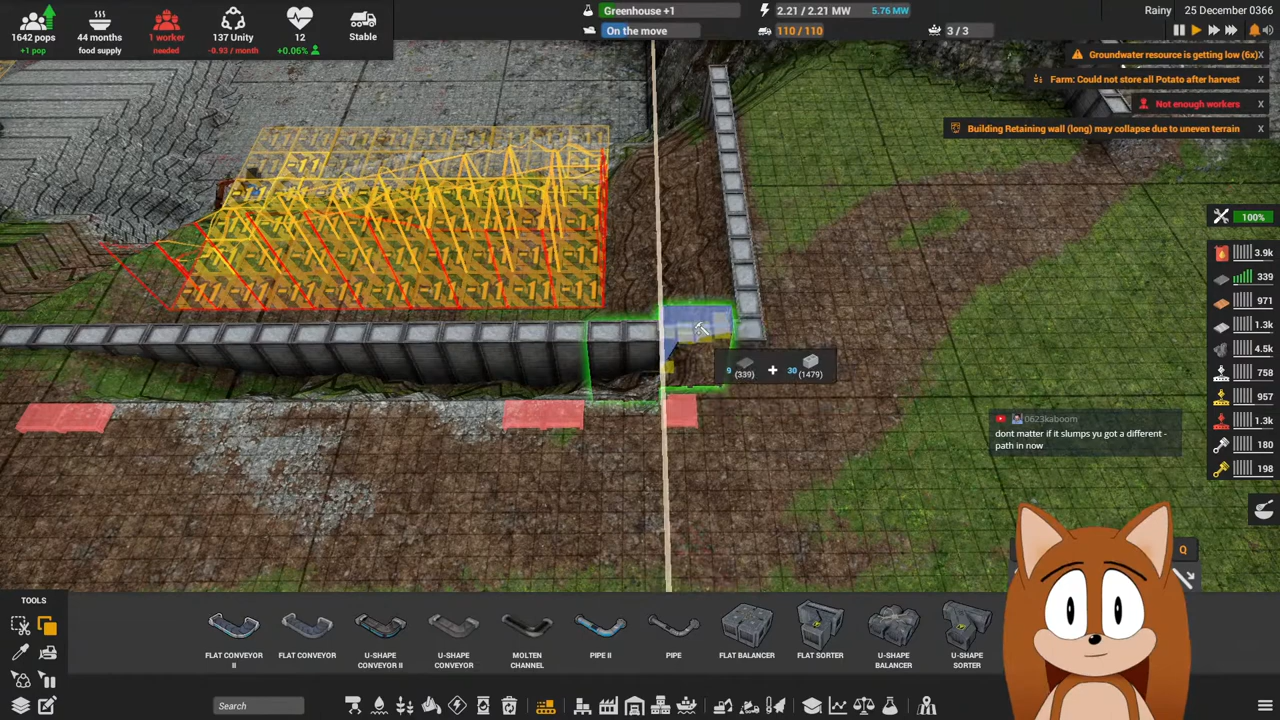 1642 pops
+1 pop
44 months
food supply
1 worker
needed
137 Unity
-0.93 / month
12
+0.06%
Stable
Greenhouse +1
On the move
2.21 / 2.21 MW
5.76 MW
110 / 110
3 / 3
Rainy
25 December 0366
Groundwater resource is getting low (6x)
X
Farm: Could not store all Potato after harvest
X
Not enough workers
X
Building Retaining wall (long) may collapse due to uneven terrain
X
100%
3.9k
339
971
1.3k
4.5k
758
957
1.3k
180
198
9
(339)
+
30
(1479)
0623kaboom
dont matter if it slumps yu got a different -
path in now
Q
TOOLS
FLAT CONVEYOR
II
FLAT CONVEYOR
U-SHAPE
CONVEYOR II
U-SHAPE
CONVEYOR
MOLTEN
CHANNEL
PIPE II
PIPE
FLAT BALANCER
FLAT SORTER
U-SHAPE
BALANCER
U-SHAPE
SORTER
Search